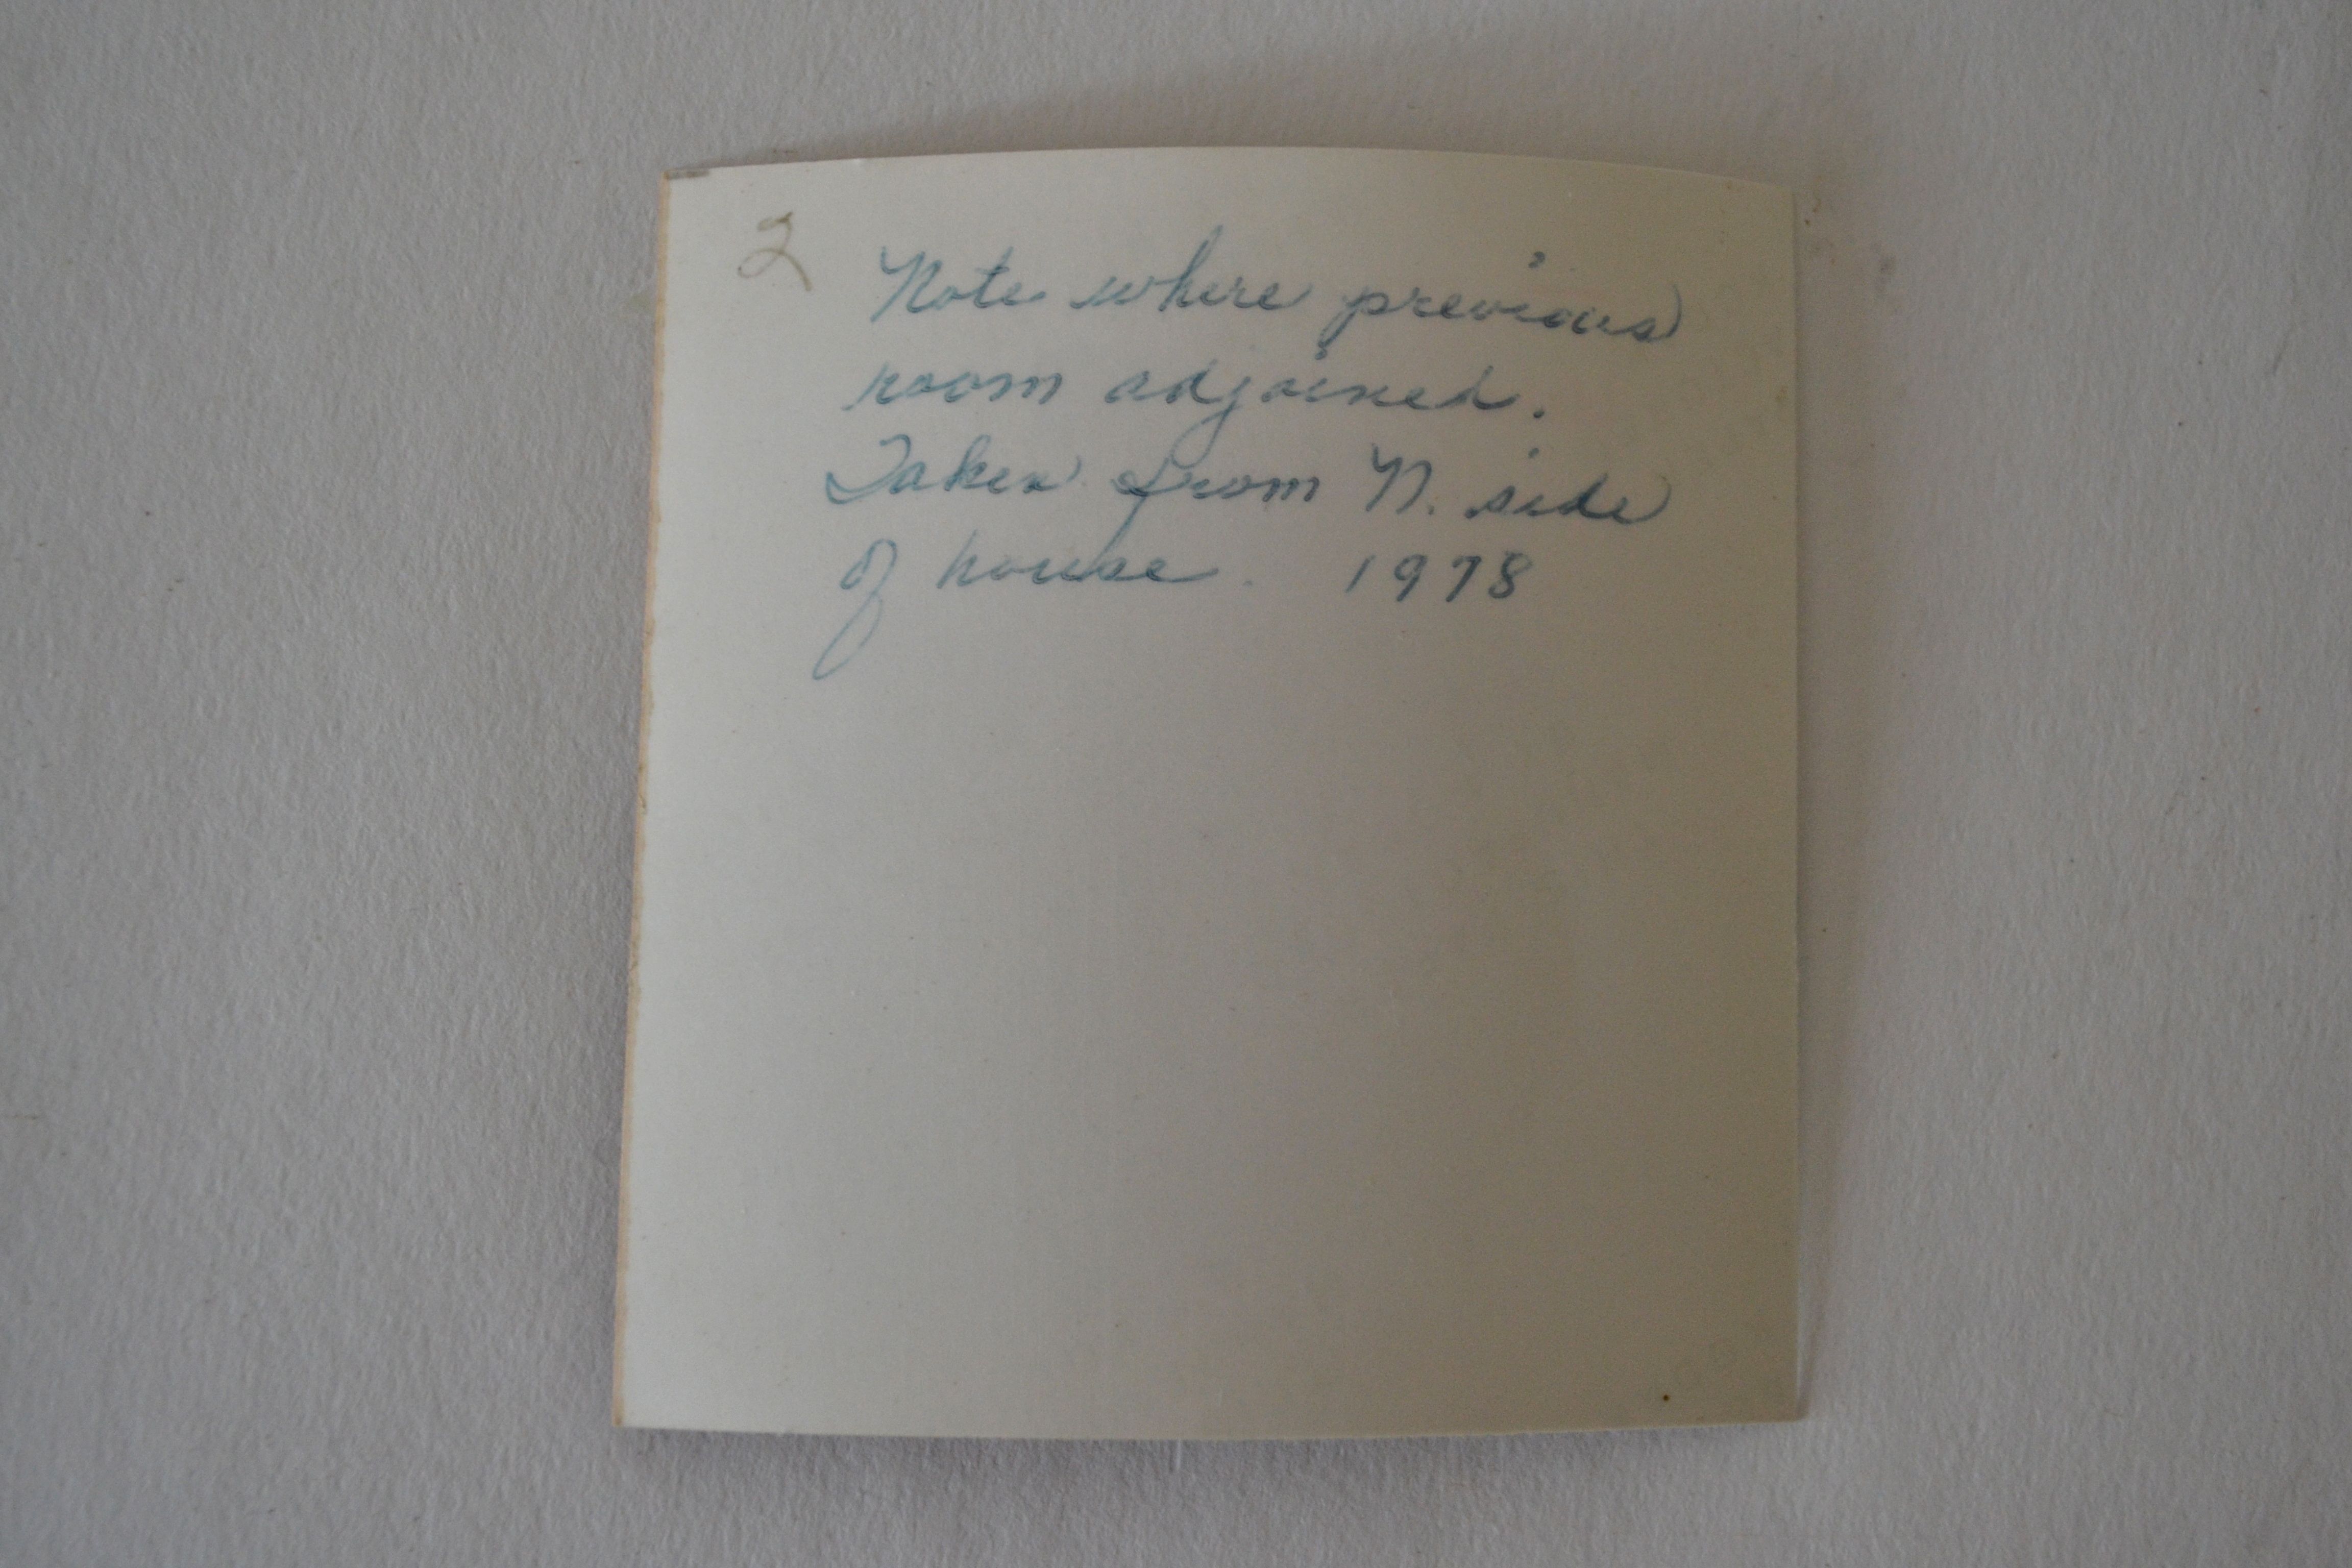 2
Note where previous
room adjoined.
Taken from N. side
of house. 1978